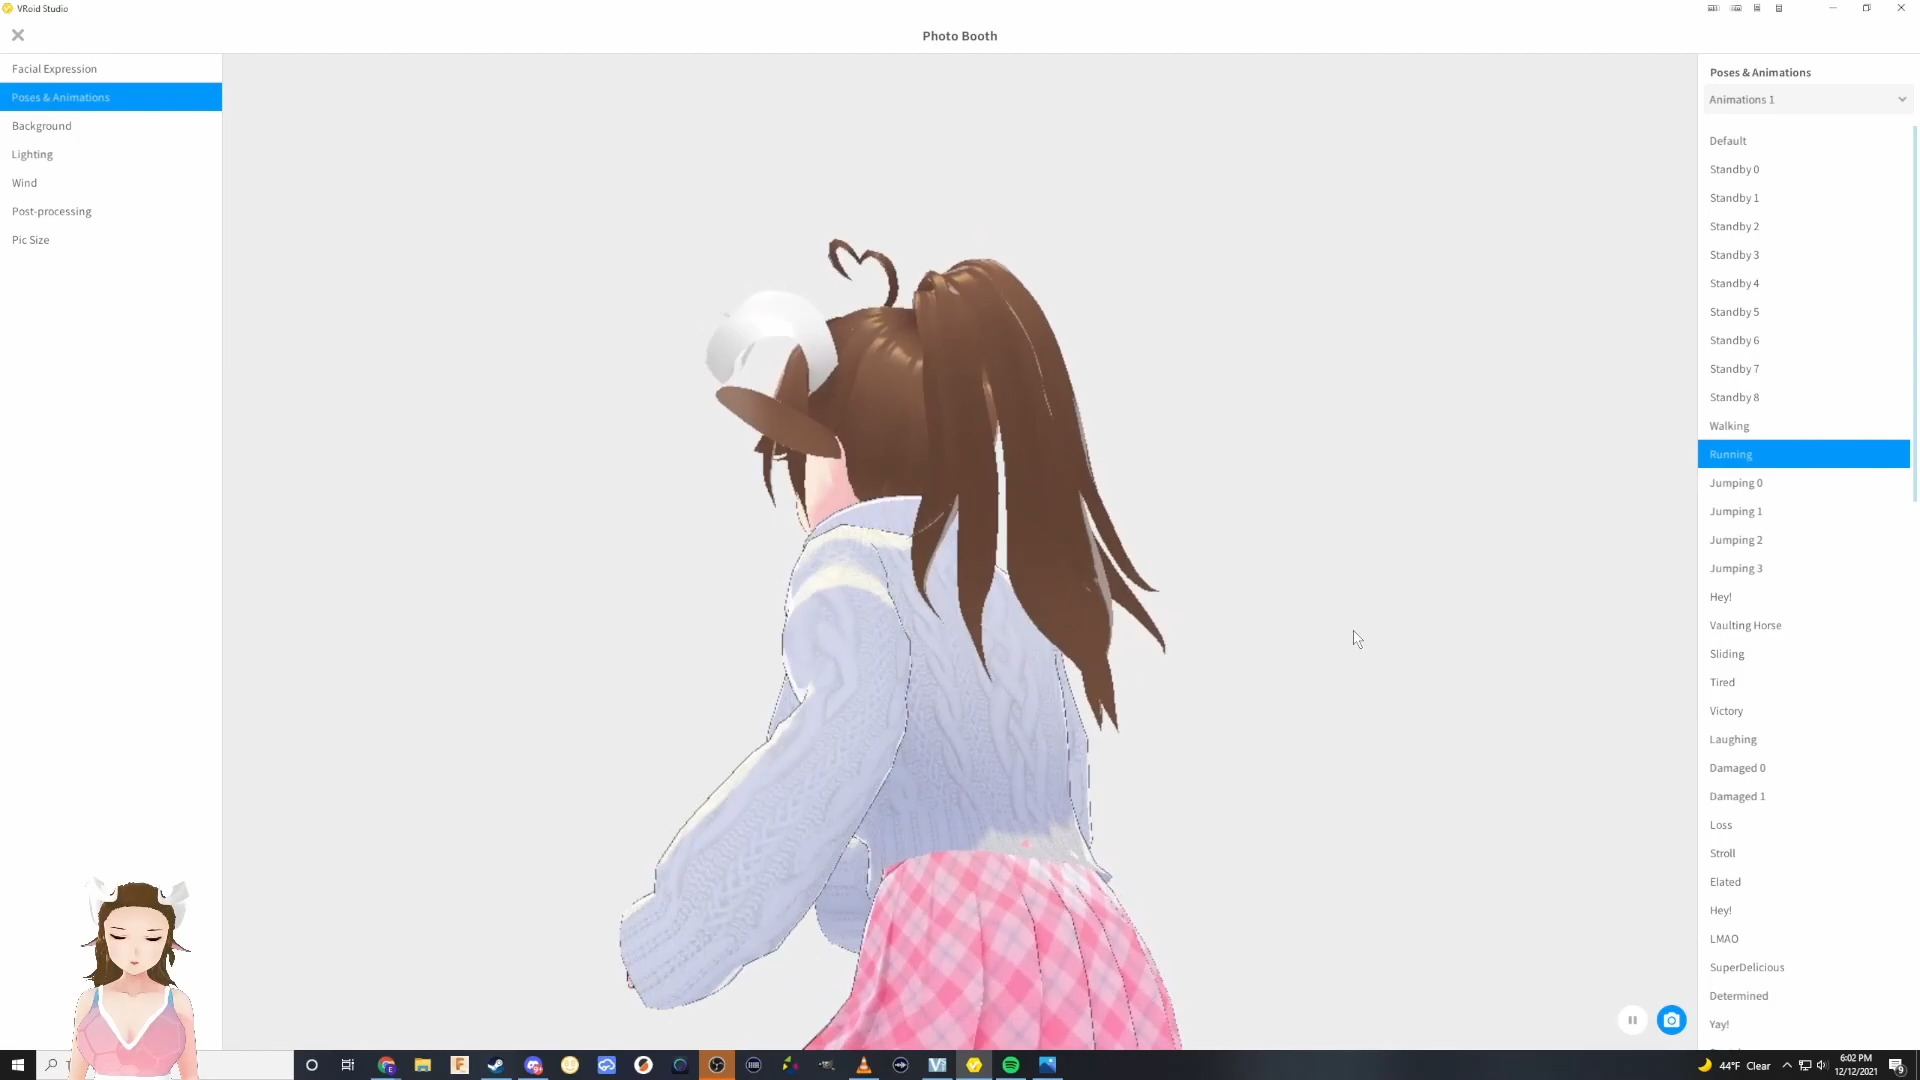 VRoid Studio
Photo Booth
Facial Expression
Poses & Animations
Background
Lighting
Wind
Post-processing
Pic Size
Poses & Animations
Animations 1
Default
Standby 0
Standby 1
Standby 2
Standby 3
Standby 4
Standby 5
Standby 6
Standby 7
Standby 8
Walking
Running
Jumping 0
Jumping 1
Jumping 2
Jumping 3
Hey!
Vaulting Horse
Sliding
Tired
Victory
Laughing
Damaged 0
Damaged 1
Loss
Stroll
Elated
Hey!
LMAO
SuperDelicious
Determined
Yay!
44°F Clear
6:02 PM
12/12/2021